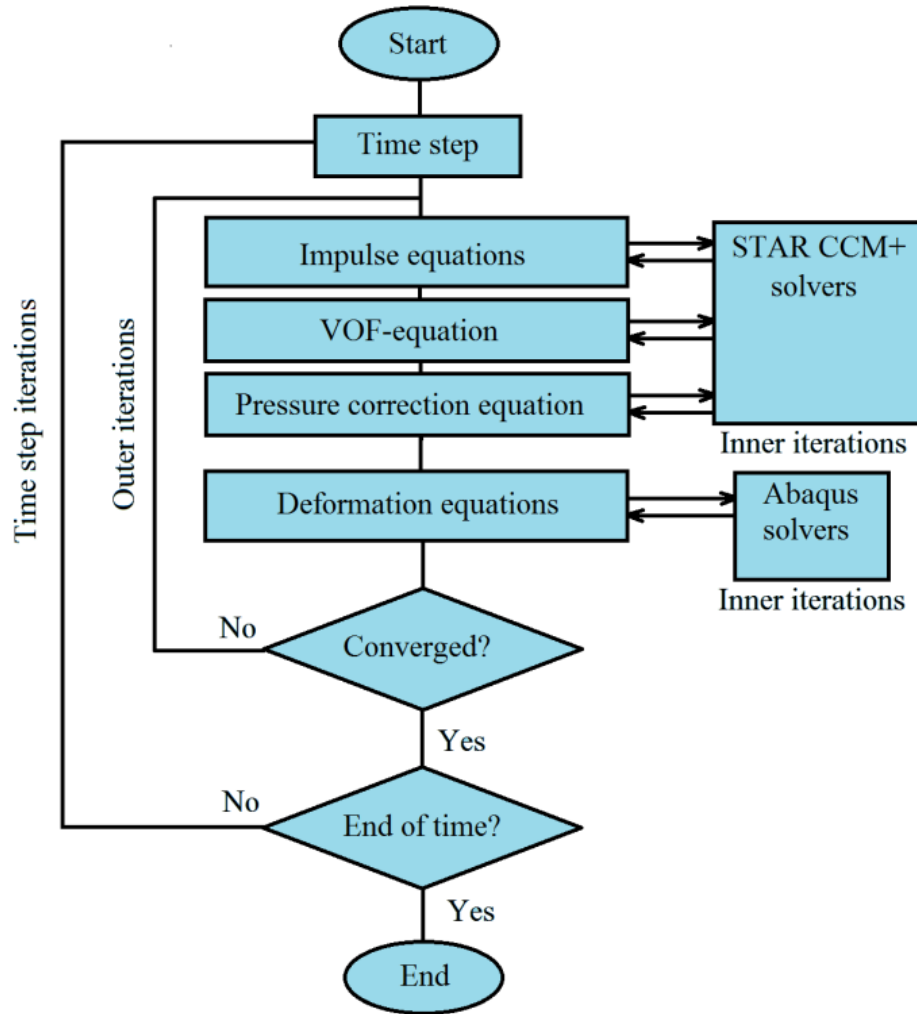 Start
Time step
Impulse equations
STAR CCM+
solvers
VOF-equation
Pressure correction equation
Inner iterations
Deformation equations
Abaqus
solvers
Inner iterations
Time step iterations
Outer iterations
No
Converged?
Yes
No
End of time?
Yes
End